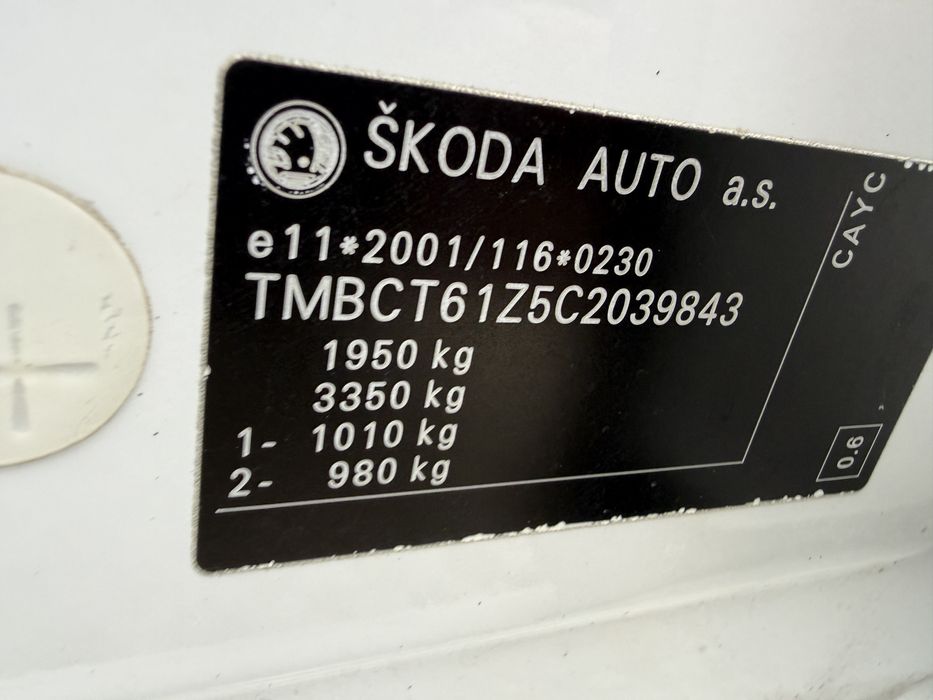 ŠKODA AUTO a.s.
e11*2001/116*0230
TMBCT61Z5C2039843
1950 kg
3350 kg
1- 1010 kg
2- 980 kg
CAYC
0.6